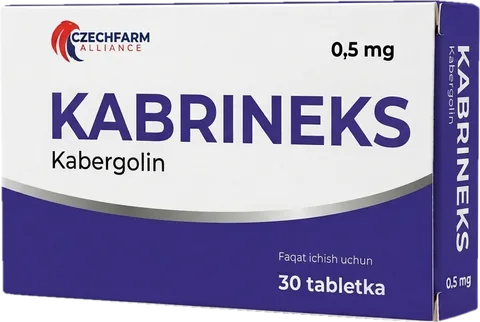 CZECHFARM
ALLIANCE
0,5 mg
KABRINEKS
Kabergolin
Faqat ichish uchun
30 tabletka
KABRINEKS
Kabergolin
0.5 mg